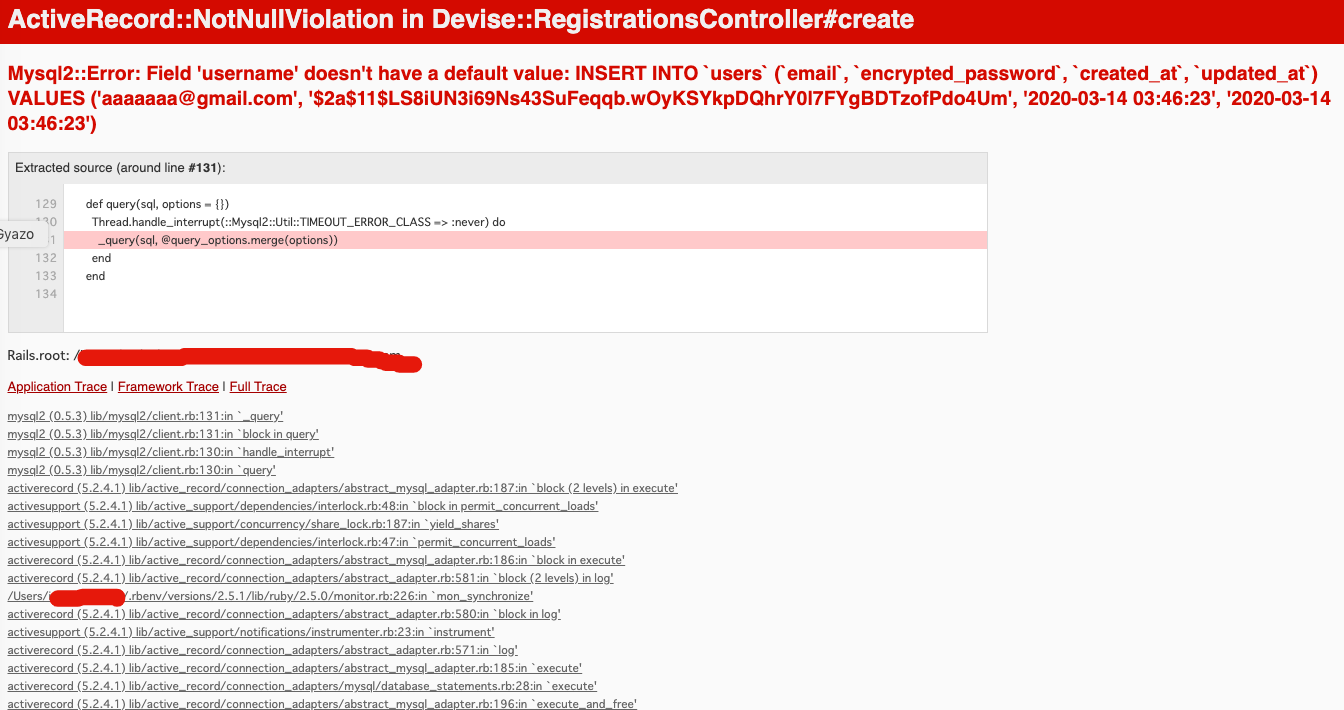 ActiveRecord::NotNullViolation in Devise::RegistrationsController#create
Mysql2::Error: Field 'username' doesn't have a default value: INSERT INTO `users` (`email`, `encrypted_password`, `created_at`, `updated_at`)
VALUES ('aaaaaaa@gmail.com', '$2a$11$LS8iUN3i69Ns43SuFeqqb.wOyKSYkpDQhrY0l7FYgBDTzofPdo4Um', '2020-03-14 03:46:23', '2020-03-14
03:46:23')
Extracted source (around line #131):
129 def query(sql, options = {})
Thread.handle_interrupt(::Mysql2::Util::TIMEOUT_ERROR_CLASS => :never) do
Gyazo
_query(sql, @query_options.merge(options))
132 end
133 end
134
Rails.root: /
Application Trace | Framework Trace | Full Trace
mysql2 (0.5.3) lib/mysql2/client.rb:131:in `_query'
mysql2 (0.5.3) lib/mysql2/client.rb:131:in `block in query'
mysql2 (0.5.3) lib/mysql2/client.rb:130:in `handle_interrupt'
mysql2 (0.5.3) lib/mysql2/client.rb:130:in `query'
activerecord (5.2.4.1) lib/active_record/connection_adapters/abstract_mysql_adapter.rb:187:in `block (2 levels) in execute'
activesupport (5.2.4.1) lib/active_support/dependencies/interlock.rb:48:in `block in permit_concurrent_loads'
activesupport (5.2.4.1) lib/active_support/concurrency/share_lock.rb:187:in `yield_shares'
activesupport (5.2.4.1) lib/active_support/dependencies/interlock.rb:47:in `permit_concurrent_loads'
activerecord (5.2.4.1) lib/active_record/connection_adapters/abstract_mysql_adapter.rb:186:in `block in execute'
activerecord (5.2.4.1) lib/active_record/connection_adapters/abstract_adapter.rb:581:in `block (2 levels) in log'
/Users/ /.rbenv/versions/2.5.1/lib/ruby/2.5.0/monitor.rb:226:in `mon_synchronize'
activerecord (5.2.4.1) lib/active_record/connection_adapters/abstract_adapter.rb:580:in `block in log'
activesupport (5.2.4.1) lib/active_support/notifications/instrumenter.rb:23:in `instrument'
activerecord (5.2.4.1) lib/active_record/connection_adapters/abstract_adapter.rb:571:in `log'
activerecord (5.2.4.1) lib/active_record/connection_adapters/abstract_mysql_adapter.rb:185:in `execute'
activerecord (5.2.4.1) lib/active_record/connection_adapters/mysql/database_statements.rb:28:in `execute'
activerecord (5.2.4.1) lib/active_record/connection_adapters/abstract_mysql_adapter.rb:196:in `execute_and_free'